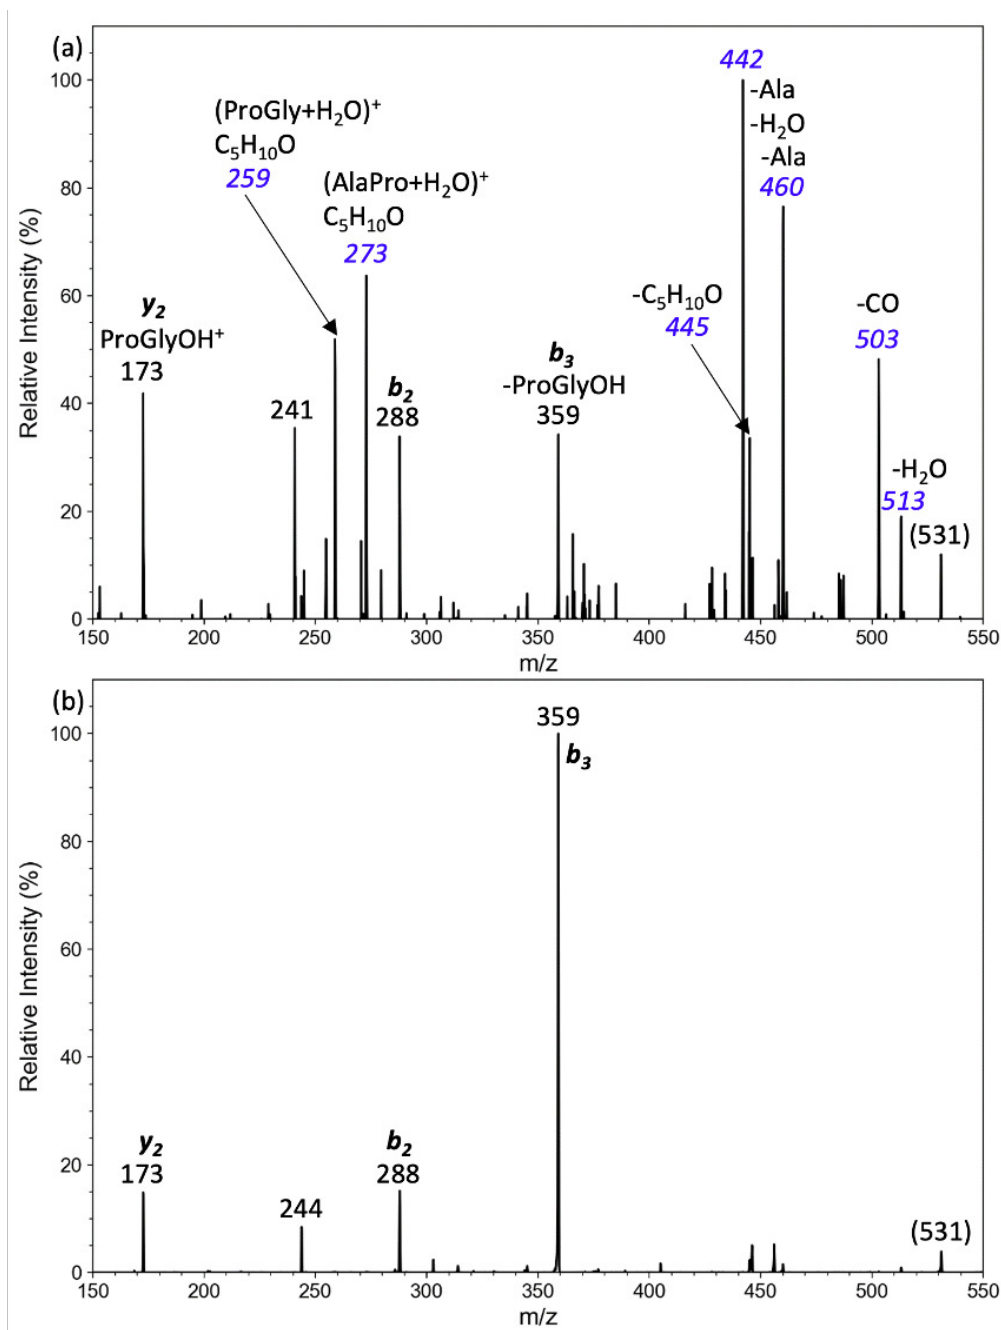 (a)
442
-Ala
-H₂O
-Ala
460
(ProGly+H₂O)⁺
C₅H₁₀O
259
(AlaPro+H₂O)⁺
C₅H₁₀O
273
-C₅H₁₀O
445
-CO
503
y₂
ProGlyOH⁺
173
241
b₂
288
b₃
-ProGlyOH
359
-H₂O
513
(531)
Relative Intensity (%)
100
80
60
40
20
0
150 200 250 300 350 400 450 500 550
m/z
(b)
359
b₃
y₂
173
244
b₂
288
(531)
Relative Intensity (%)
100
80
60
40
20
0
150 200 250 300 350 400 450 500 550
m/z